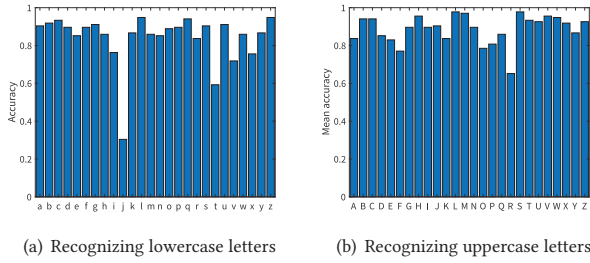 1
0.8
0.6
0.4
0.2
0
Accuracy
a b c d e f g h i j k l m n o p q r s t u v w x y z
(a) Recognizing lowercase letters
1
0.8
0.6
0.4
0.2
0
Mean accuracy
A B C D E F G H I J K L M N O P Q R S T U V W X Y Z
(b) Recognizing uppercase letters